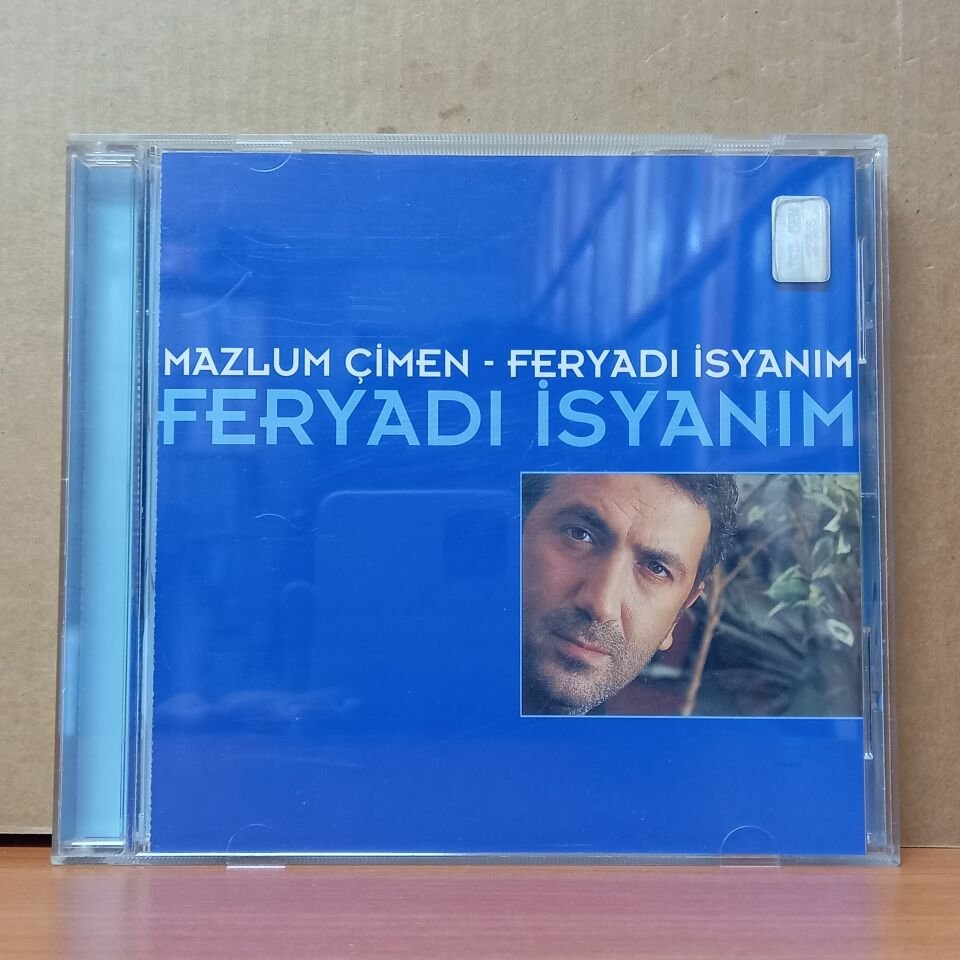 MAZLUM ÇİMEN - FERYADI İSYANIM
FERYADI İSYANIM